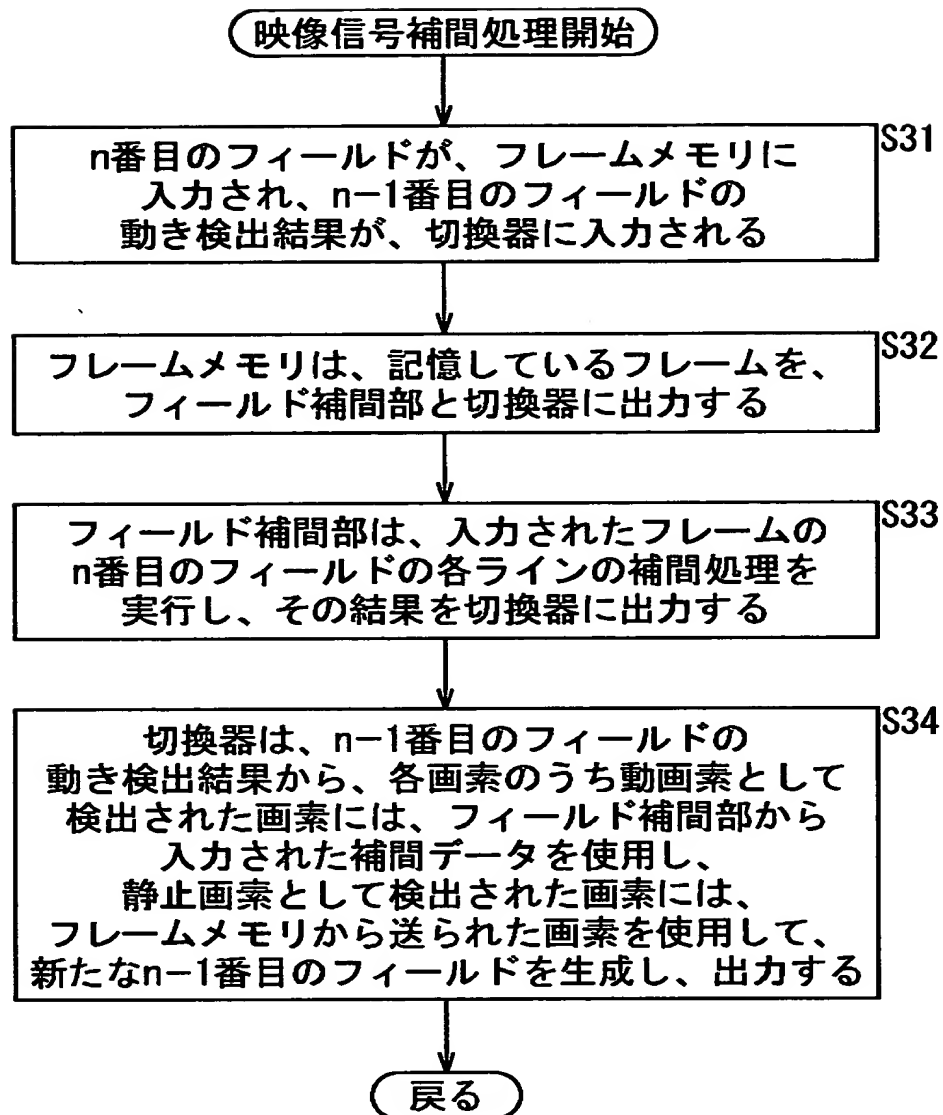 映像信号補間処理開始
S31
n番目のフィールドが、フレームメモリに
入力され、n-1番目のフィールドの
動き検出結果が、切換器に入力される
S32
フレームメモリは、記憶しているフレームを、
フィールド補間部と切換器に出力する
S33
フィールド補間部は、入力されたフレームの
n番目のフィールドの各ラインの補間処理を
実行し、その結果を切換器に出力する
S34
切換器は、n-1番目のフィールドの
動き検出結果から、各画素のうち動画素として
検出された画素には、フィールド補間部から
入力された補間データを使用し、
静止画素として検出された画素には、
フレームメモリから送られた画素を使用して、
新たなn-1番目のフィールドを生成し、出力する
戻る